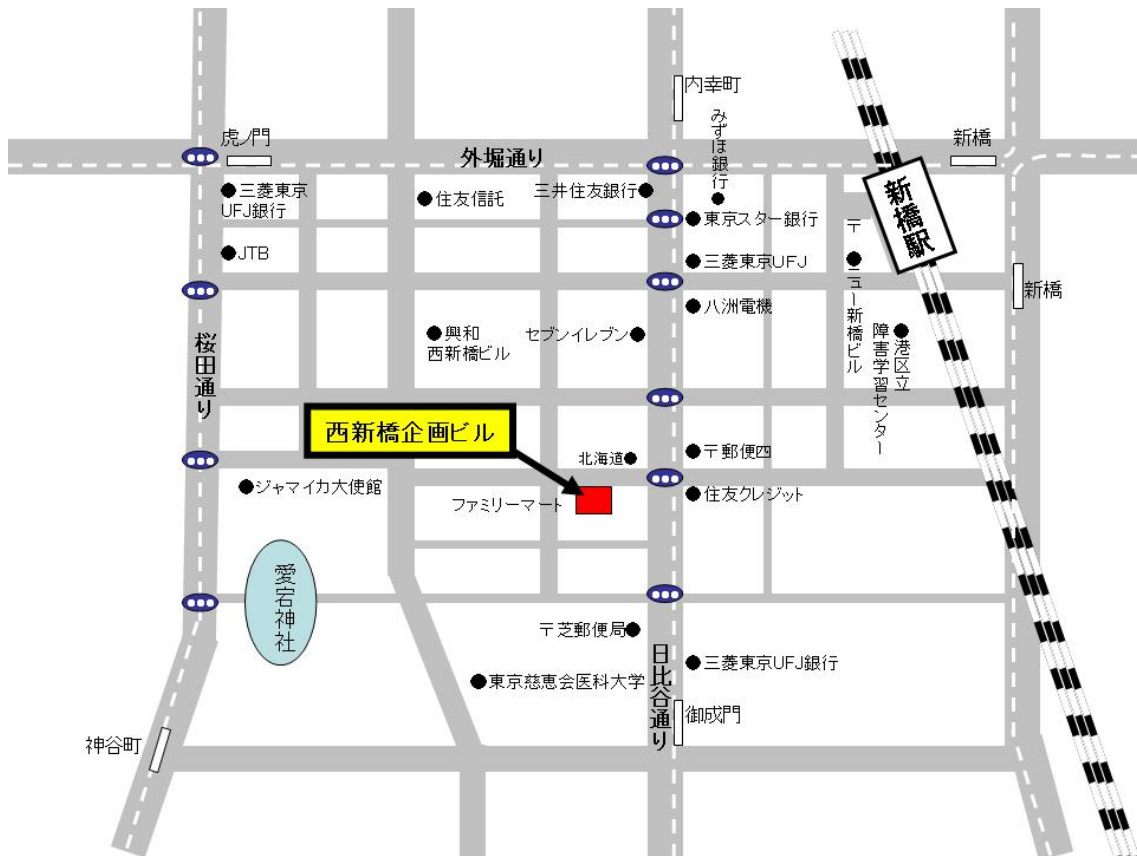 内幸町
みずほ銀行
虎ノ門
新橋
外堀通り
三菱東京
UFJ銀行
住友信託
三井住友銀行
新橋駅
東京スター銀行
JTB
三菱東京UFJ
〒
ニュー新橋ビル
新橋
八洲電機
桜田通り
興和
西新橋ビル
セブンイレブン
港区立
障害学習センター
西新橋企画ビル
北海道
〒郵便四
ジャマイカ大使館
ファミリーマート
住友クレジット
愛宕神社
〒芝郵便局
日比谷通り
三菱東京UFJ銀行
東京慈恵会医科大学
御成門
神谷町